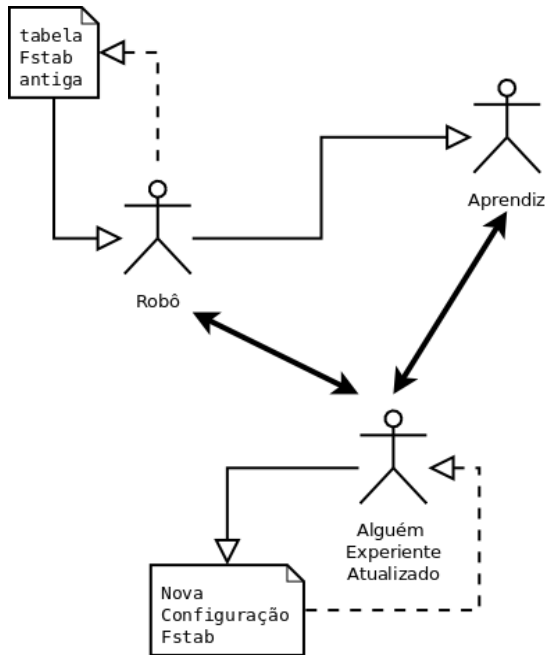 tabela
Fstab
antiga
Aprendiz
Robô
Alguém
Experiente
Atualizado
Nova
Configuração
Fstab